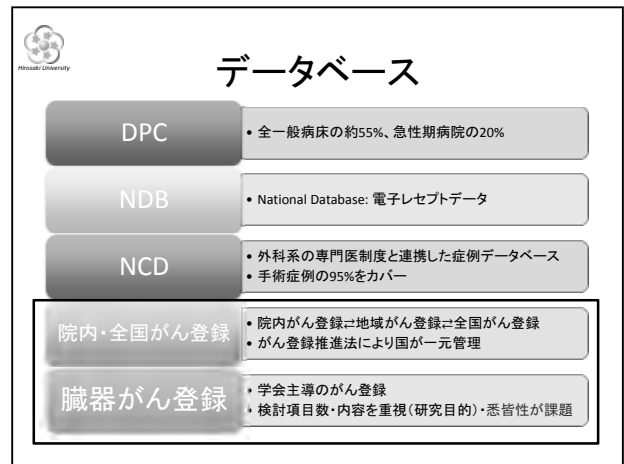 Hirosaki University
データベース
DPC
• 全一般病床の約55%、急性期病院の20%
NDB
• National Database: 電子レセプトデータ
NCD
• 外科系の専門医制度と連携した症例データベース
• 手術症例の95%をカバー
院内・全国がん登録
• 院内がん登録⇄地域がん登録⇄全国がん登録
• がん登録推進法により国が一元管理
臓器がん登録
• 学会主導のがん登録
• 検討項目数・内容を重視(研究目的)・悉皆性が課題